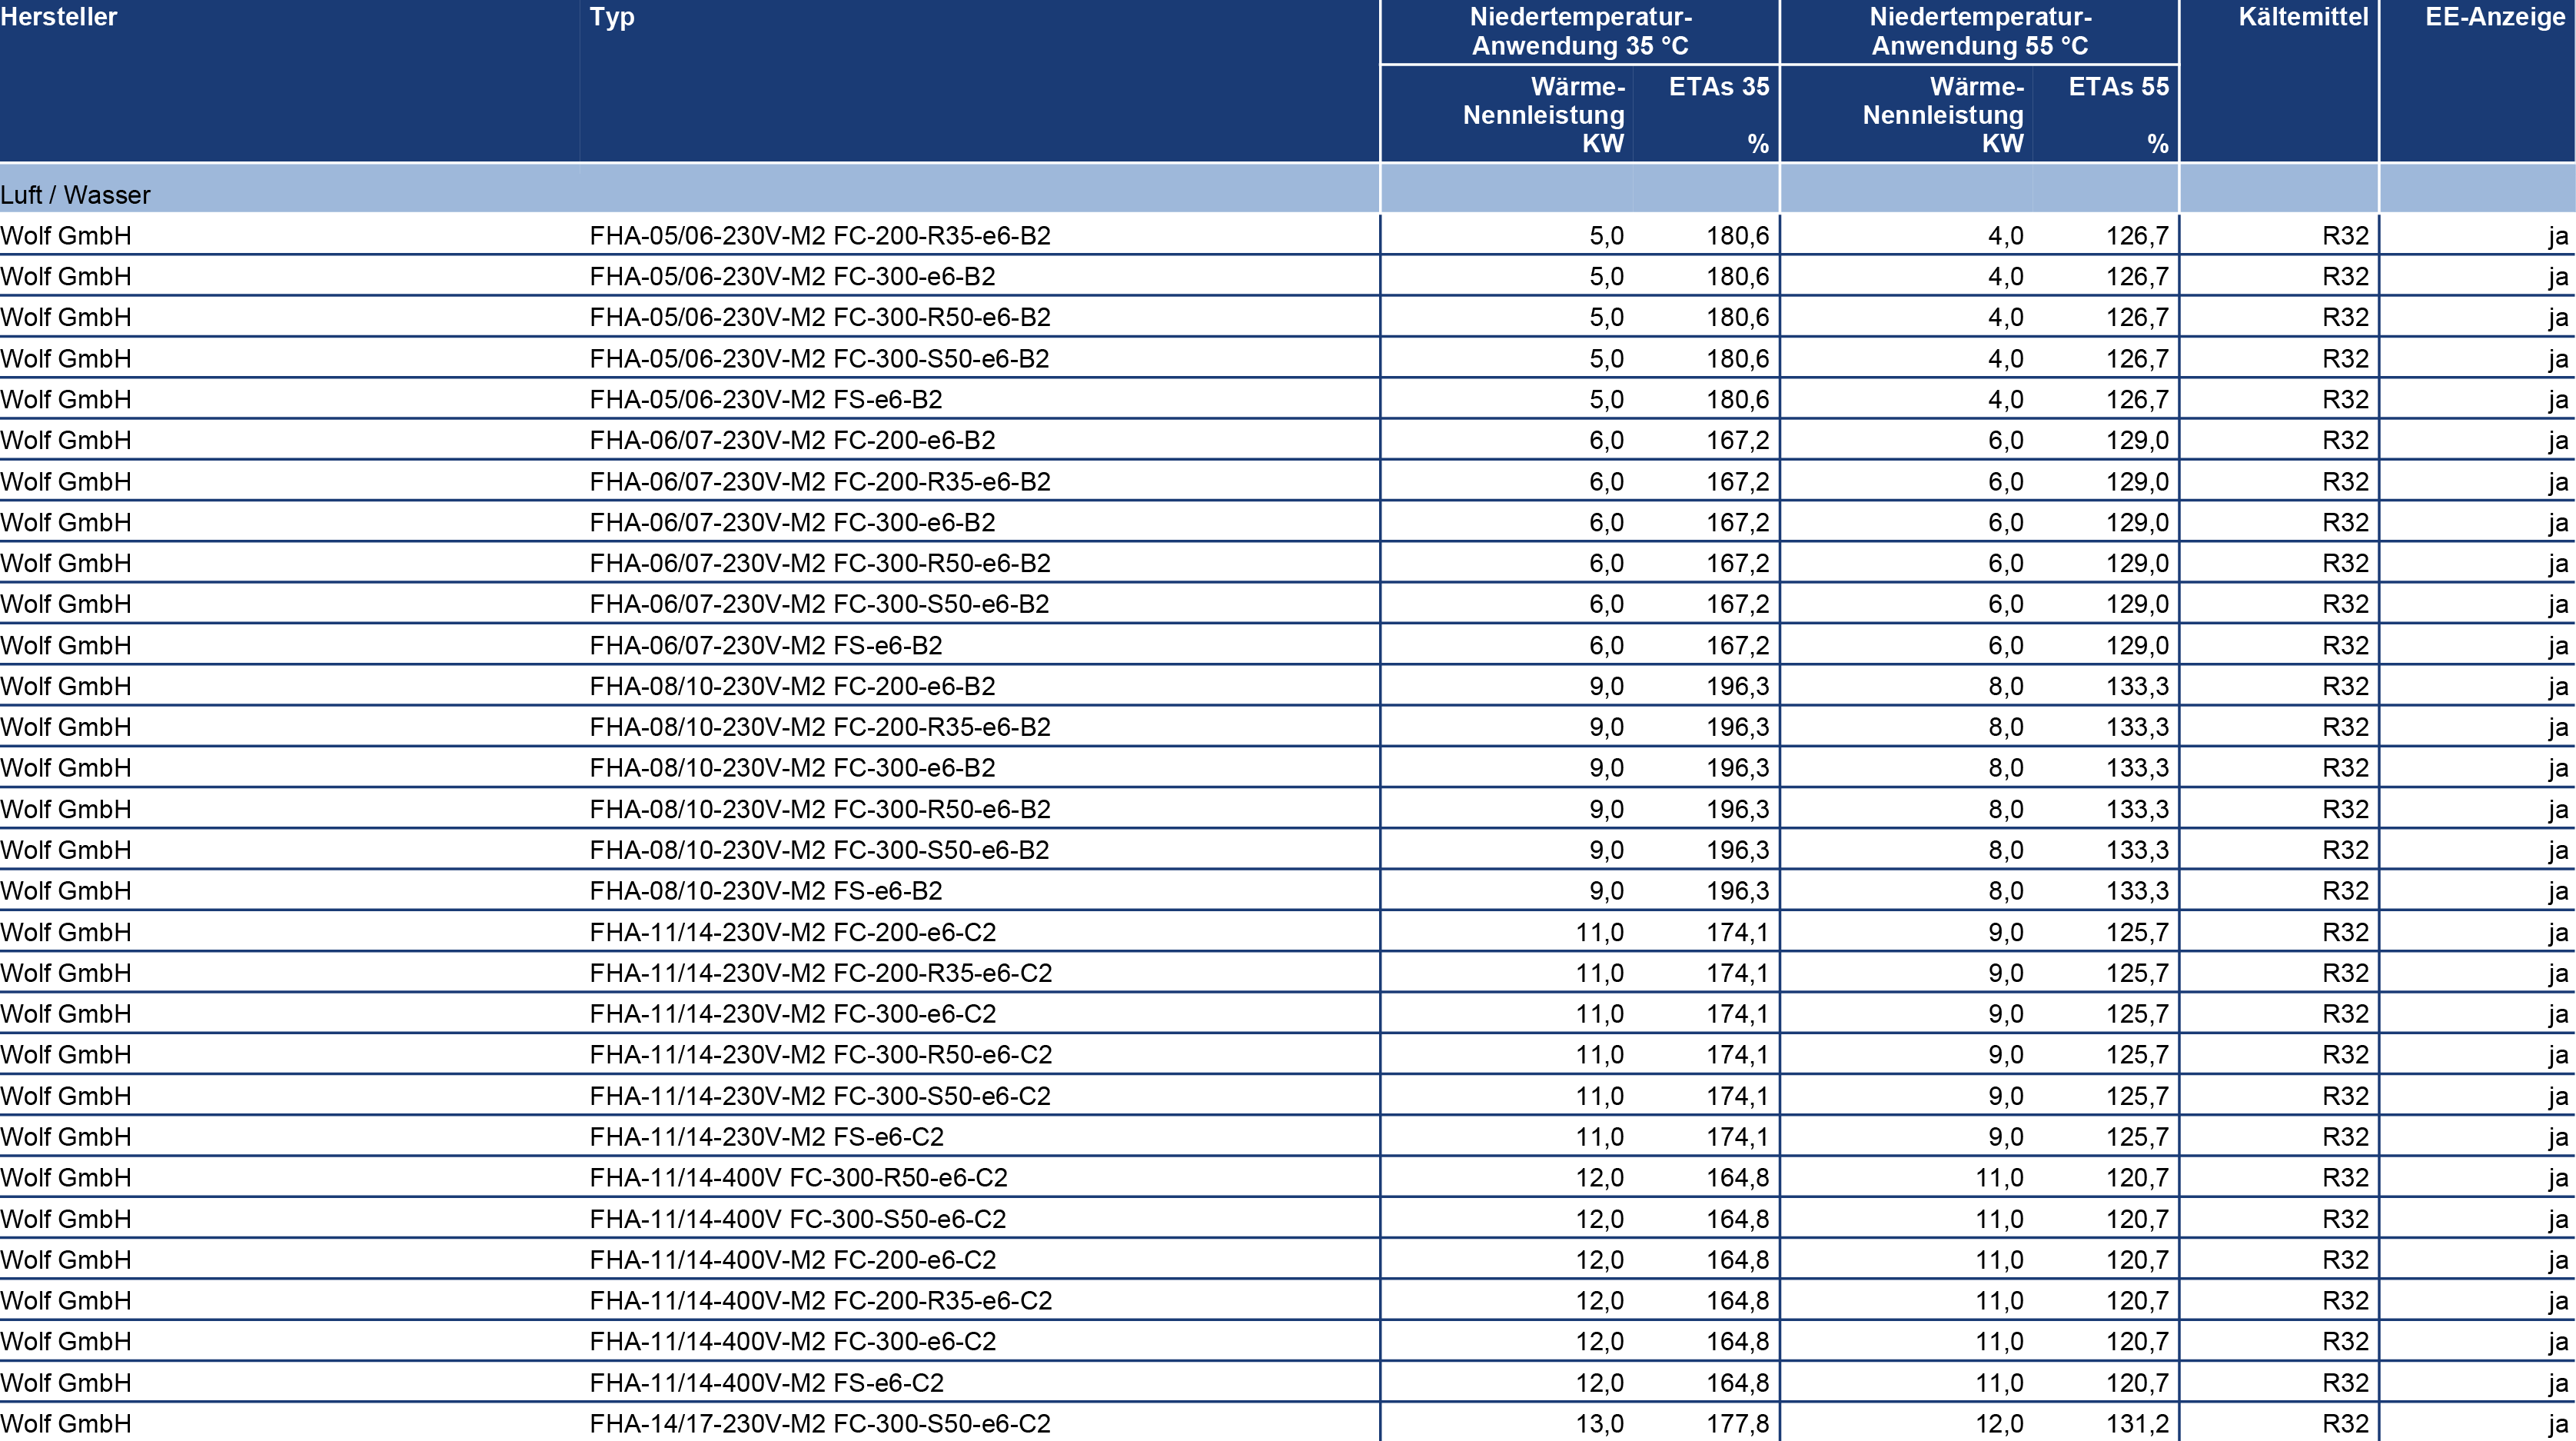 Hersteller Typ Niedertemperatur- Niedertemperatur- Kältemittel EE-Anzeige
Anwendung 35 °C Anwendung 55 °C
Wärme- ETAs 35 Wärme- ETAs 55
Nennleistung Nennleistung
KW % KW %
Luft / Wasser
Wolf GmbH FHA-05/06-230V-M2 FC-200-R35-e6-B2 5,0 180,6 4,0 126,7 R32 ja
Wolf GmbH FHA-05/06-230V-M2 FC-300-e6-B2 5,0 180,6 4,0 126,7 R32 ja
Wolf GmbH FHA-05/06-230V-M2 FC-300-R50-e6-B2 5,0 180,6 4,0 126,7 R32 ja
Wolf GmbH FHA-05/06-230V-M2 FC-300-S50-e6-B2 5,0 180,6 4,0 126,7 R32 ja
Wolf GmbH FHA-05/06-230V-M2 FS-e6-B2 5,0 180,6 4,0 126,7 R32 ja
Wolf GmbH FHA-06/07-230V-M2 FC-200-e6-B2 6,0 167,2 6,0 129,0 R32 ja
Wolf GmbH FHA-06/07-230V-M2 FC-200-R35-e6-B2 6,0 167,2 6,0 129,0 R32 ja
Wolf GmbH FHA-06/07-230V-M2 FC-300-e6-B2 6,0 167,2 6,0 129,0 R32 ja
Wolf GmbH FHA-06/07-230V-M2 FC-300-R50-e6-B2 6,0 167,2 6,0 129,0 R32 ja
Wolf GmbH FHA-06/07-230V-M2 FC-300-S50-e6-B2 6,0 167,2 6,0 129,0 R32 ja
Wolf GmbH FHA-06/07-230V-M2 FS-e6-B2 6,0 167,2 6,0 129,0 R32 ja
Wolf GmbH FHA-08/10-230V-M2 FC-200-e6-B2 9,0 196,3 8,0 133,3 R32 ja
Wolf GmbH FHA-08/10-230V-M2 FC-200-R35-e6-B2 9,0 196,3 8,0 133,3 R32 ja
Wolf GmbH FHA-08/10-230V-M2 FC-300-e6-B2 9,0 196,3 8,0 133,3 R32 ja
Wolf GmbH FHA-08/10-230V-M2 FC-300-R50-e6-B2 9,0 196,3 8,0 133,3 R32 ja
Wolf GmbH FHA-08/10-230V-M2 FC-300-S50-e6-B2 9,0 196,3 8,0 133,3 R32 ja
Wolf GmbH FHA-08/10-230V-M2 FS-e6-B2 9,0 196,3 8,0 133,3 R32 ja
Wolf GmbH FHA-11/14-230V-M2 FC-200-e6-C2 11,0 174,1 9,0 125,7 R32 ja
Wolf GmbH FHA-11/14-230V-M2 FC-200-R35-e6-C2 11,0 174,1 9,0 125,7 R32 ja
Wolf GmbH FHA-11/14-230V-M2 FC-300-e6-C2 11,0 174,1 9,0 125,7 R32 ja
Wolf GmbH FHA-11/14-230V-M2 FC-300-R50-e6-C2 11,0 174,1 9,0 125,7 R32 ja
Wolf GmbH FHA-11/14-230V-M2 FC-300-S50-e6-C2 11,0 174,1 9,0 125,7 R32 ja
Wolf GmbH FHA-11/14-230V-M2 FS-e6-C2 11,0 174,1 9,0 125,7 R32 ja
Wolf GmbH FHA-11/14-400V FC-300-R50-e6-C2 12,0 164,8 11,0 120,7 R32 ja
Wolf GmbH FHA-11/14-400V FC-300-S50-e6-C2 12,0 164,8 11,0 120,7 R32 ja
Wolf GmbH FHA-11/14-400V-M2 FC-200-e6-C2 12,0 164,8 11,0 120,7 R32 ja
Wolf GmbH FHA-11/14-400V-M2 FC-200-R35-e6-C2 12,0 164,8 11,0 120,7 R32 ja
Wolf GmbH FHA-11/14-400V-M2 FC-300-e6-C2 12,0 164,8 11,0 120,7 R32 ja
Wolf GmbH FHA-11/14-400V-M2 FS-e6-C2 12,0 164,8 11,0 120,7 R32 ja
Wolf GmbH FHA-14/17-230V-M2 FC-300-S50-e6-C2 13,0 177,8 12,0 131,2 R32 ja